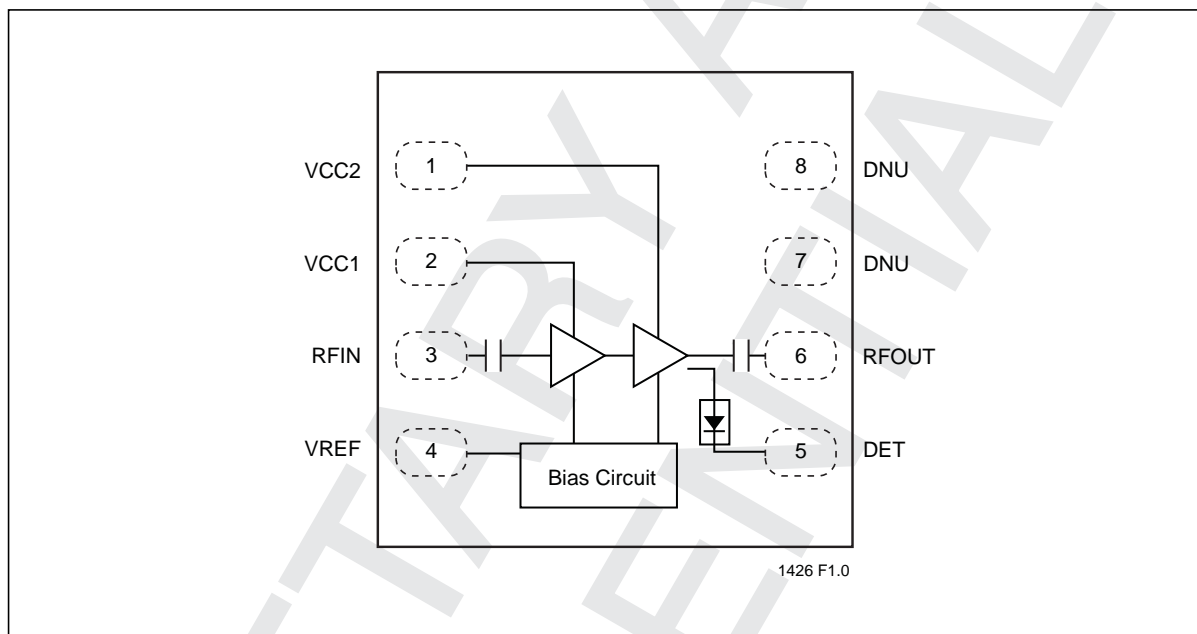 VCC2 1 8 DNU
VCC1 2 7 DNU
RFIN 3 6 RFOUT
VREF 4 5 DET
Bias Circuit
1426 F1.0